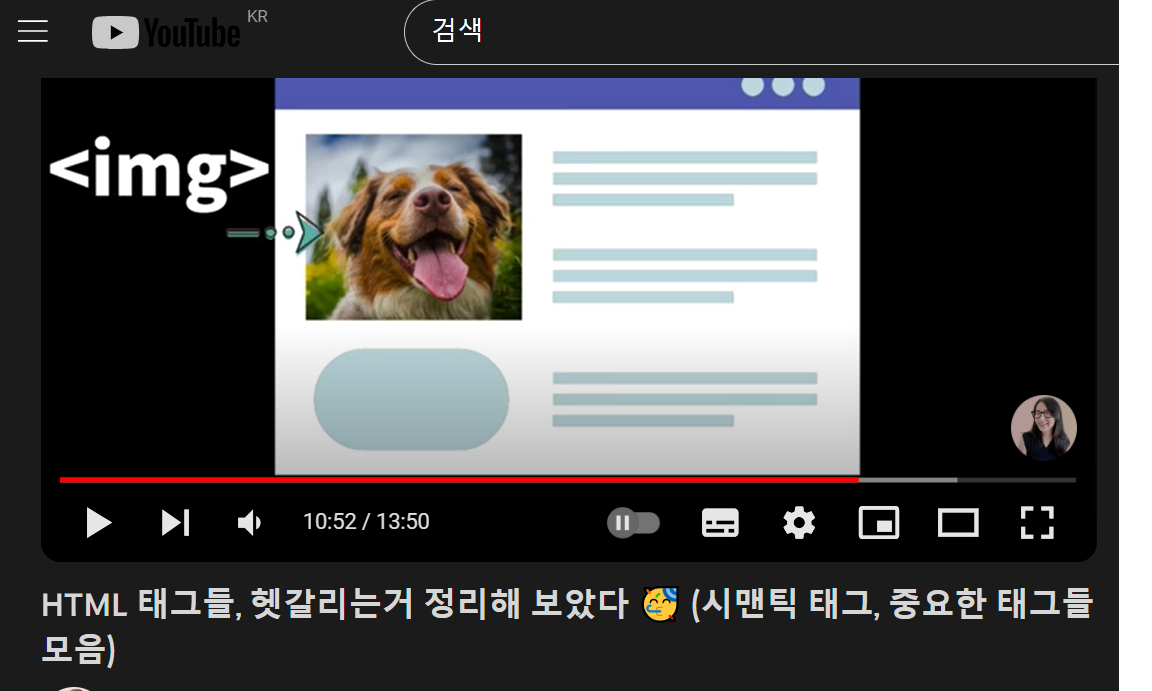 YouTube KR
검색
<img>
10:52 / 13:50
HTML 태그들, 헷갈리는거 정리해 보았다 🥳 (시맨틱 태그, 중요한 태그들
모음)